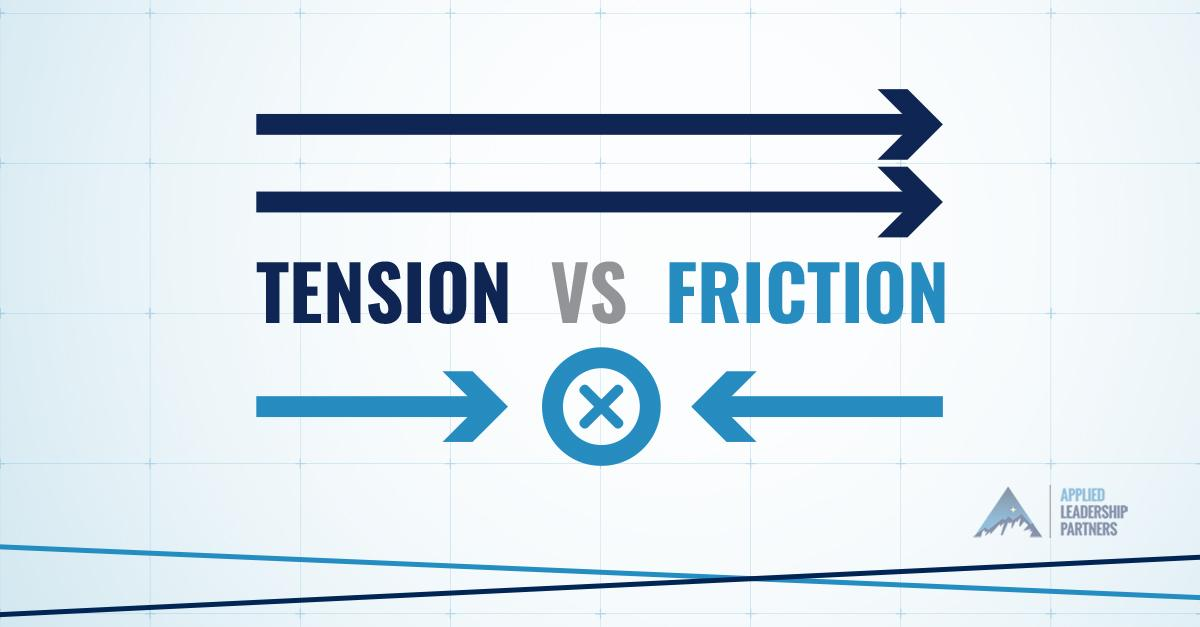 TENSION VS FRICTION
APPLIED
LEADERSHIP
PARTNERS